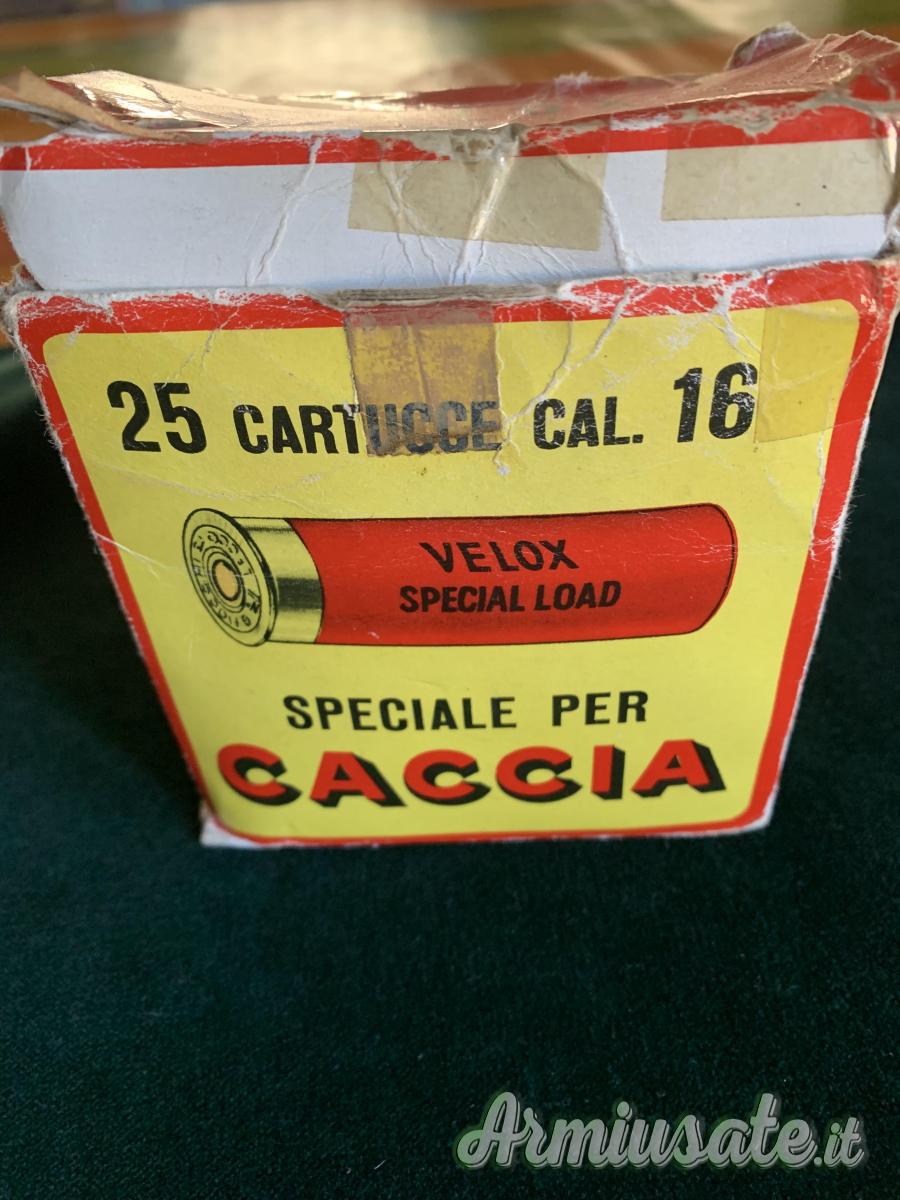 25 CARTUCCE CAL. 16
VELOX
SPECIAL LOAD
SPECIALE PER
CACCIA
Armiusate.it